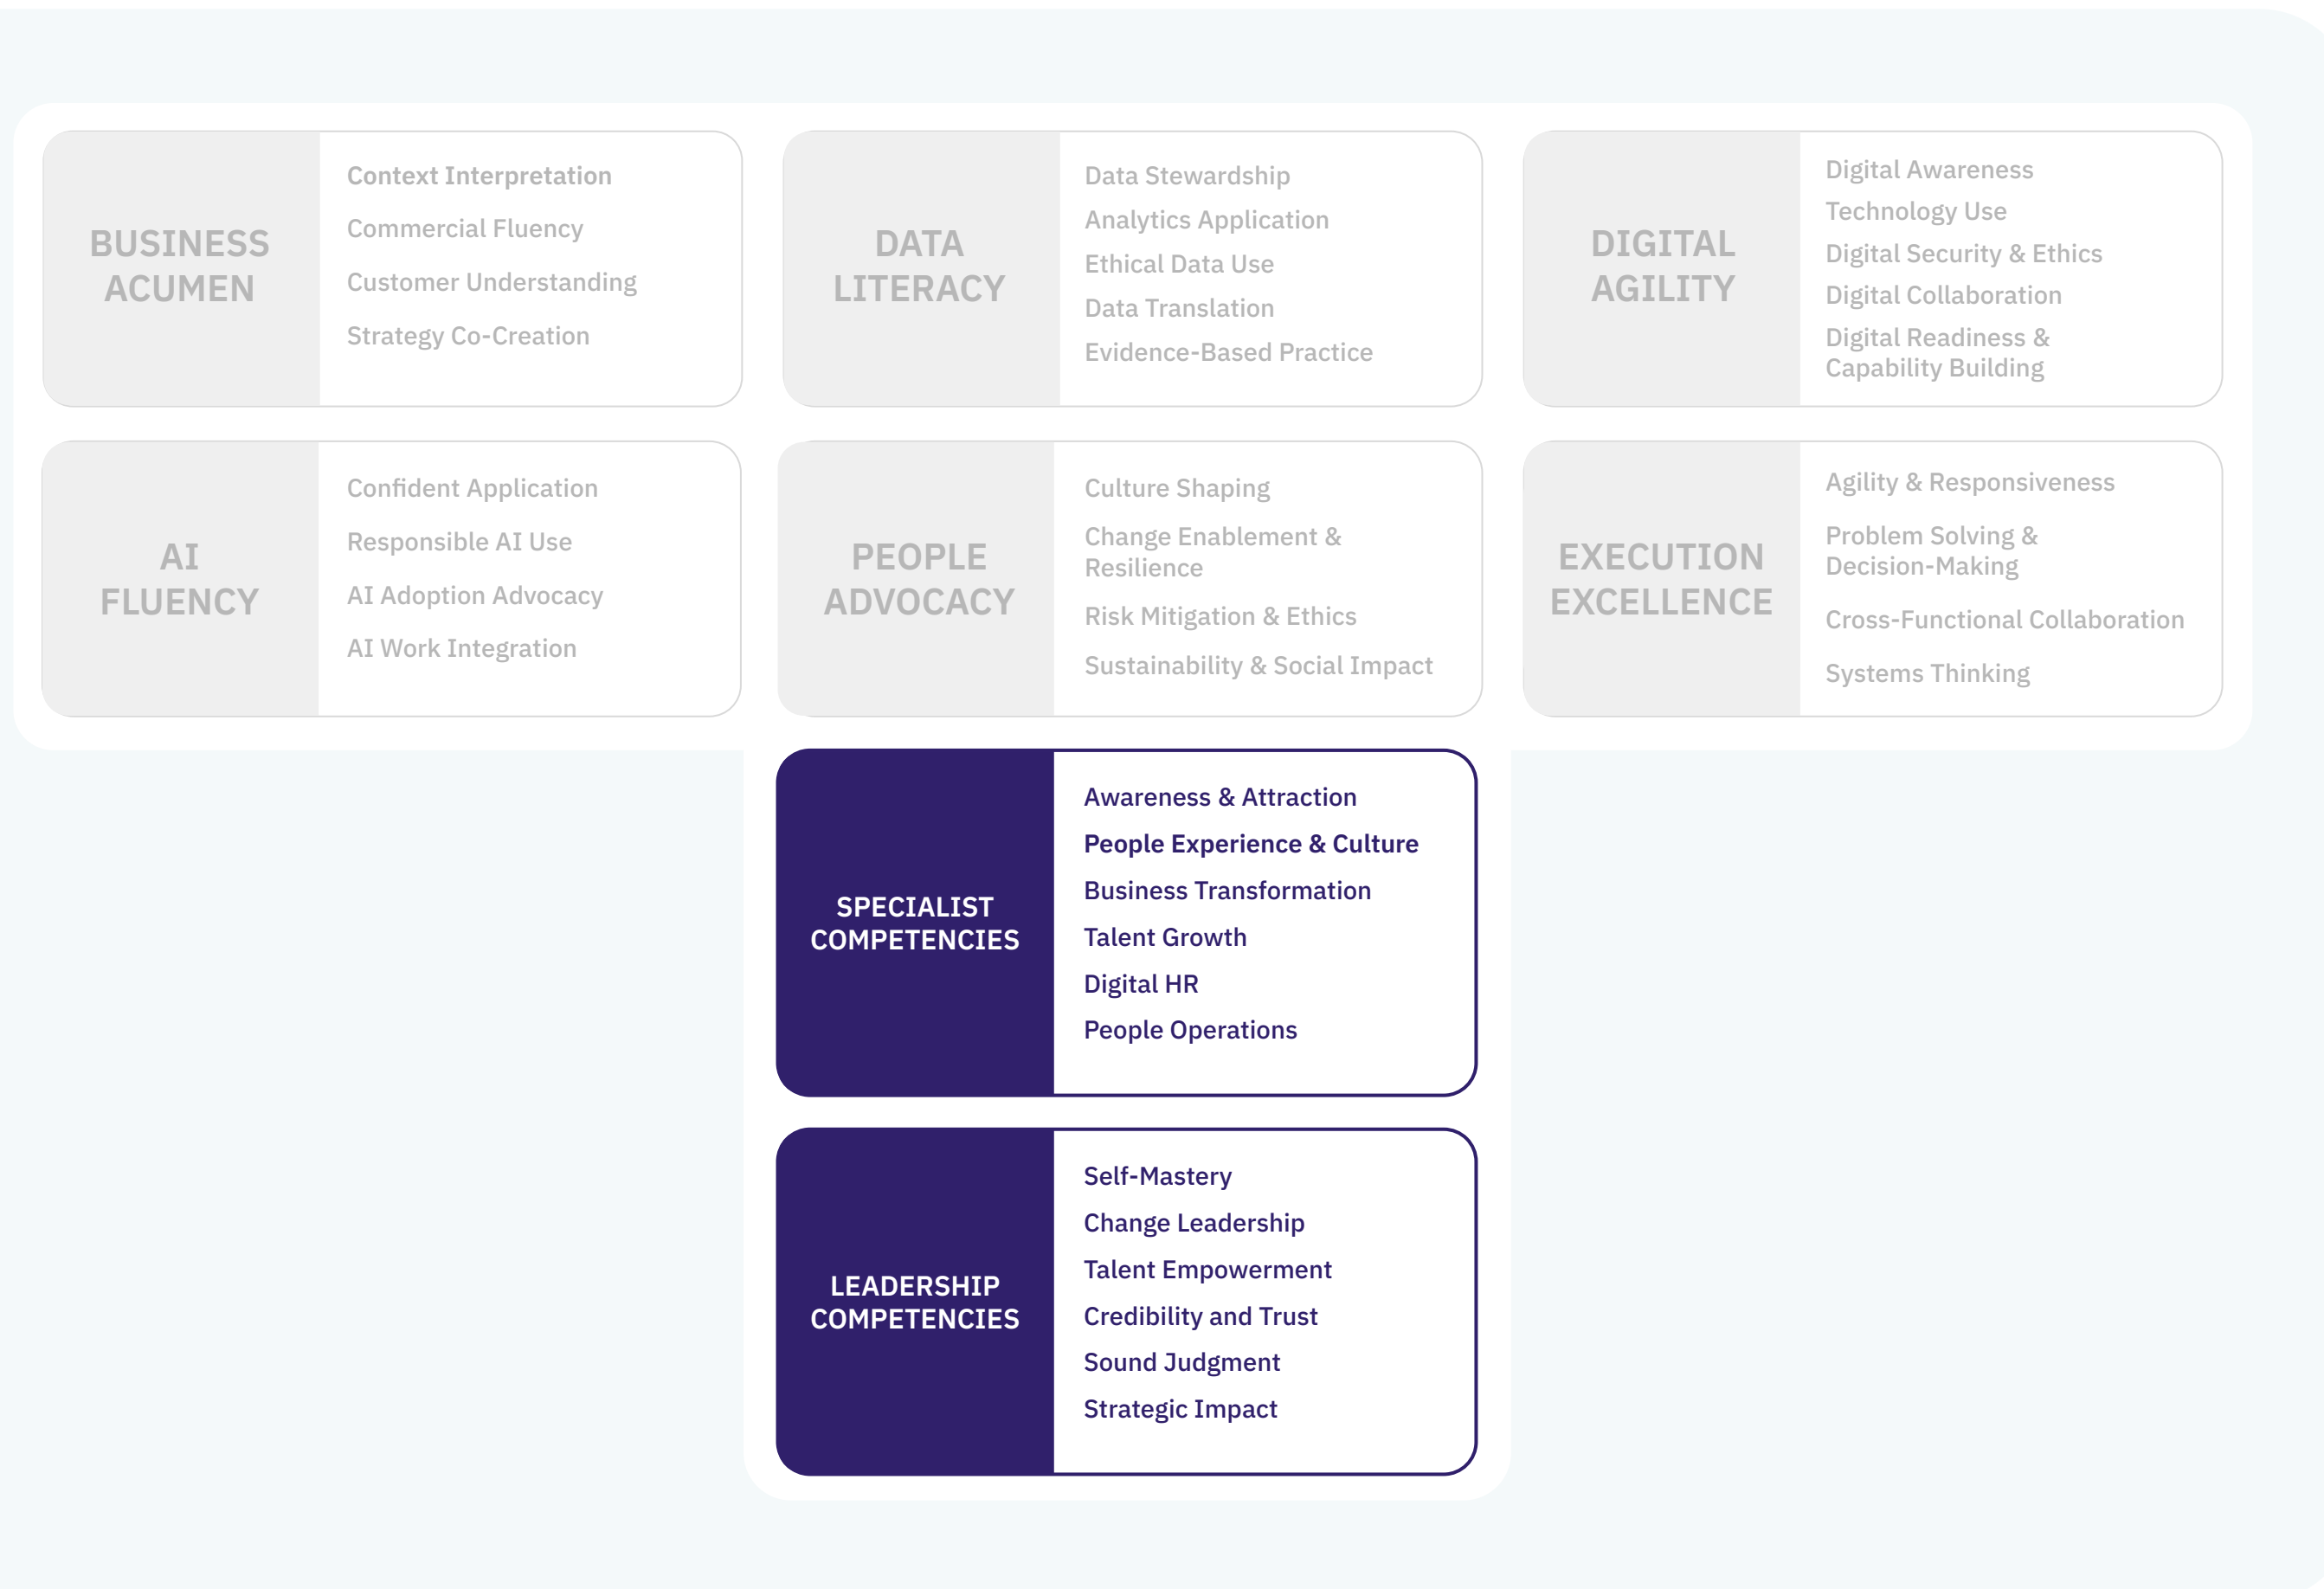 BUSINESS
ACUMEN
Context Interpretation
Commercial Fluency
Customer Understanding
Strategy Co-Creation
DATA
LITERACY
Data Stewardship
Analytics Application
Ethical Data Use
Data Translation
Evidence-Based Practice
DIGITAL
AGILITY
Digital Awareness
Technology Use
Digital Security & Ethics
Digital Collaboration
Digital Readiness &
Capability Building
AI
FLUENCY
Confident Application
Responsible AI Use
AI Adoption Advocacy
AI Work Integration
PEOPLE
ADVOCACY
Culture Shaping
Change Enablement &
Resilience
Risk Mitigation & Ethics
Sustainability & Social Impact
EXECUTION
EXCELLENCE
Agility & Responsiveness
Problem Solving &
Decision-Making
Cross-Functional Collaboration
Systems Thinking
SPECIALIST
COMPETENCIES
Awareness & Attraction
People Experience & Culture
Business Transformation
Talent Growth
Digital HR
People Operations
LEADERSHIP
COMPETENCIES
Self-Mastery
Change Leadership
Talent Empowerment
Credibility and Trust
Sound Judgment
Strategic Impact